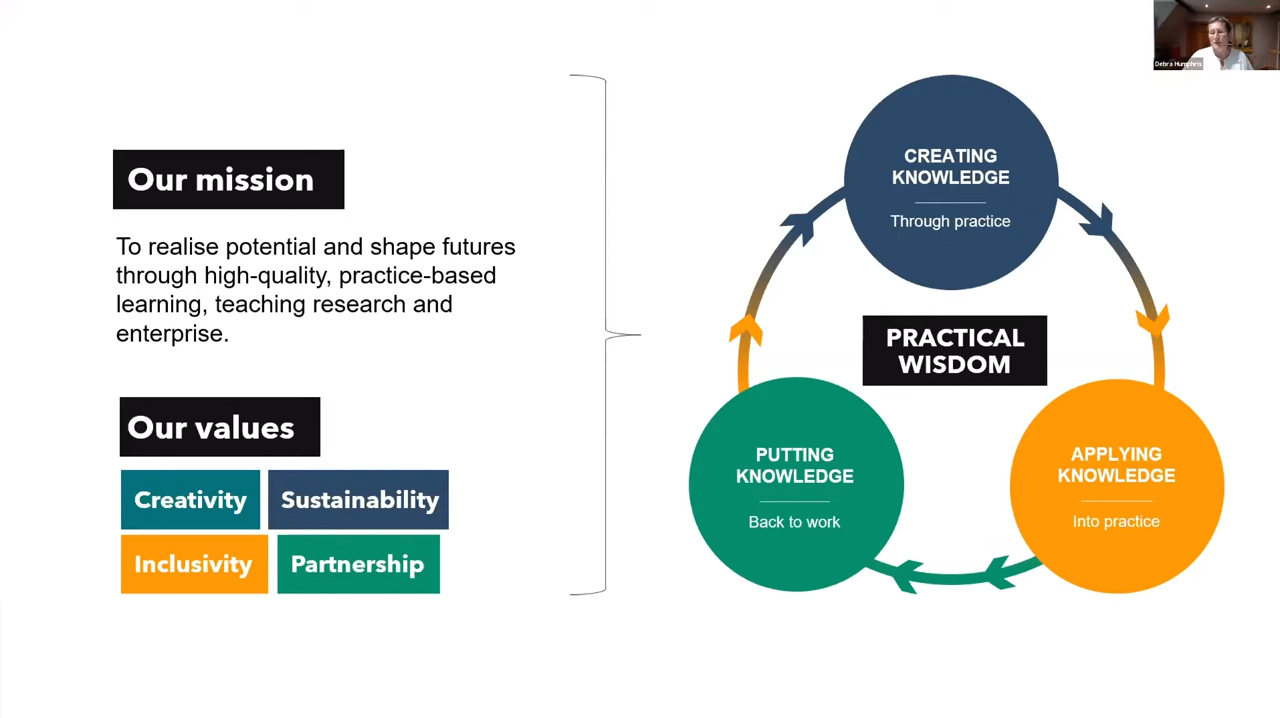 Debra Humphris
Our mission
To realise potential and shape futures
through high-quality, practice-based
learning, teaching research and
enterprise.
Our values
Creativity
Sustainability
Inclusivity
Partnership
CREATING
KNOWLEDGE
Through practice
PRACTICAL
WISDOM
PUTTING
KNOWLEDGE
Back to work
APPLYING
KNOWLEDGE
Into practice